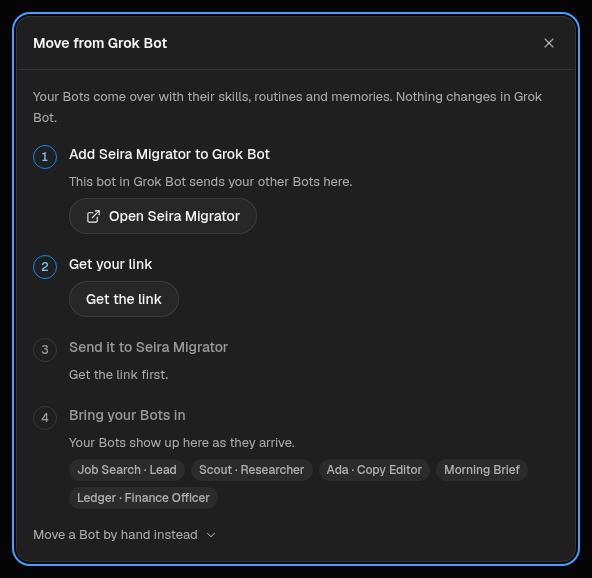 Move from Grok Bot
Your Bots come over with their skills, routines and memories. Nothing changes in Grok
Bot.
1
Add Seira Migrator to Grok Bot
This bot in Grok Bot sends your other Bots here.
Open Seira Migrator
2
Get your link
Get the link
3
Send it to Seira Migrator
Get the link first.
4
Bring your Bots in
Your Bots show up here as they arrive.
Job Search · Lead
Scout · Researcher
Ada · Copy Editor
Morning Brief
Ledger · Finance Officer
Move a Bot by hand instead